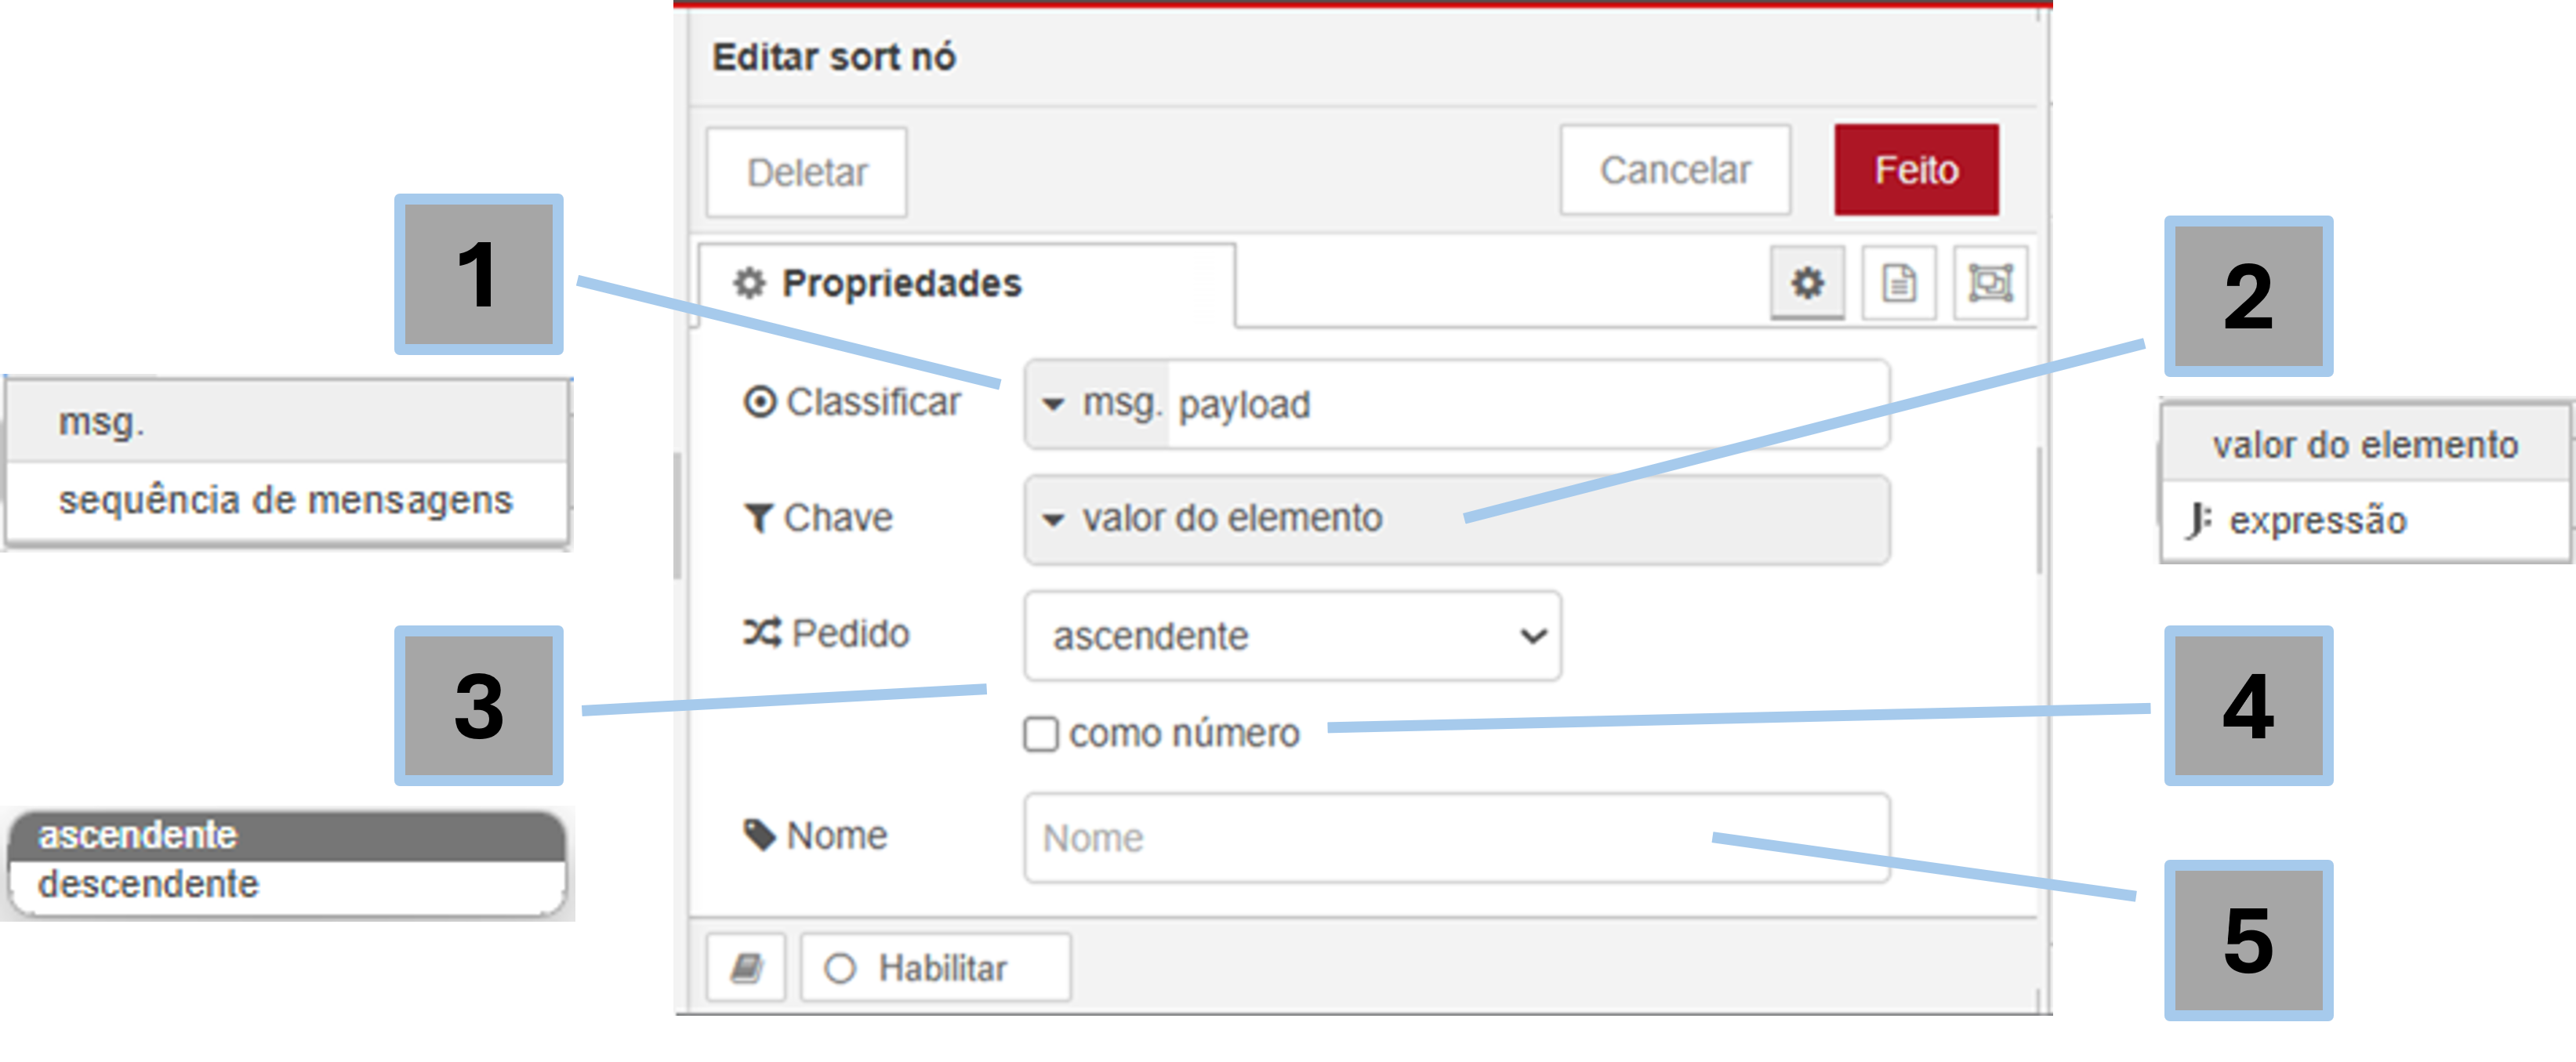 Editar sort nó
Deletar
Cancelar
Feito
1
Propriedades
2
Classificar
msg. payload
msg.
sequência de mensagens
Chave
valor do elemento
valor do elemento
expressão
3
Pedido
ascendente
4
como número
ascendente
descendente
Nome
Nome
5
Habilitar